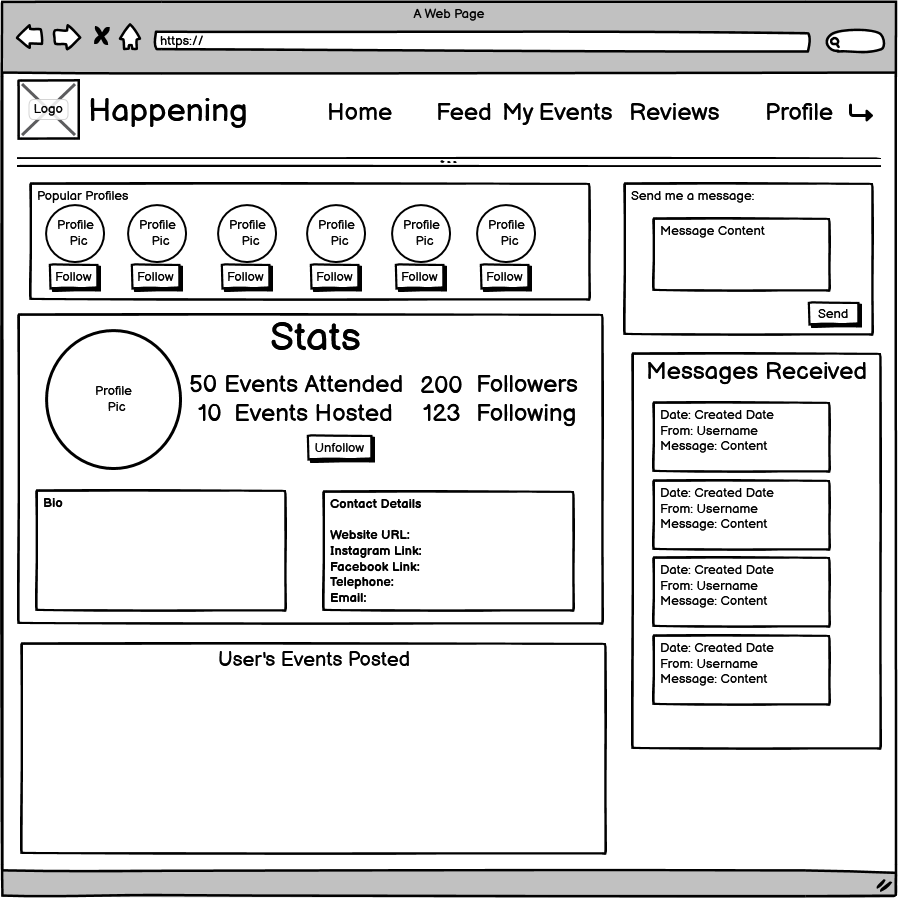 A Web Page
https://
Logo
Happening
Home Feed My Events Reviews Profile
Popular Profiles
Profile Pic
Profile Pic
Profile Pic
Profile Pic
Profile Pic
Profile Pic
Follow Follow Follow Follow Follow Follow
Send me a message:
Message Content
Send
Stats
Profile
Pic
50 Events Attended 200 Followers
10 Events Hosted 123 Following
Unfollow
Bio
Contact Details
Website URL:
Instagram Link:
Facebook Link:
Telephone:
Email:
Messages Received
Date: Created Date
From: Username
Message: Content
Date: Created Date
From: Username
Message: Content
Date: Created Date
From: Username
Message: Content
Date: Created Date
From: Username
Message: Content
User's Events Posted